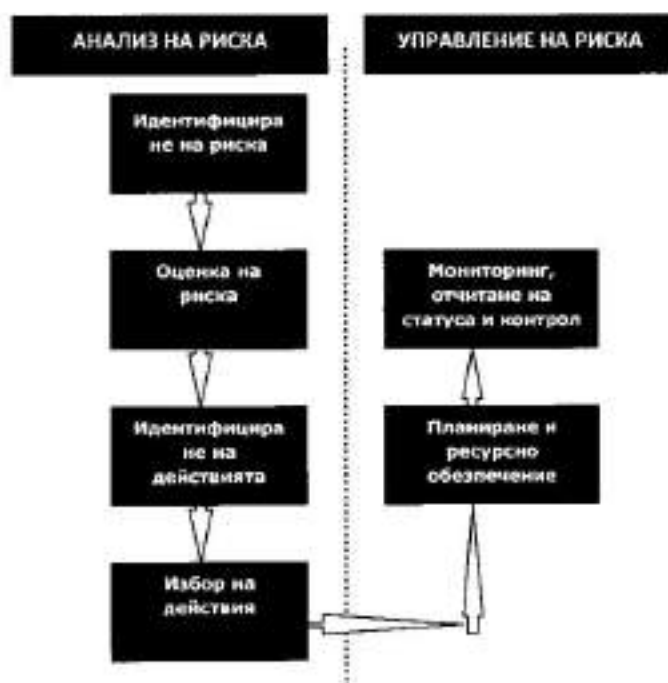 АНАЛИЗ НА РИСКА
УПРАВЛЕНИЕ НА РИСКА
Идентифицира
не на риска
Оценка на
риска
Идентифицира
не на
действията
Избор на
действия
Мониторинг,
отчитане на
статуса и контрол
Планиране и
ресурсно
обезпечение